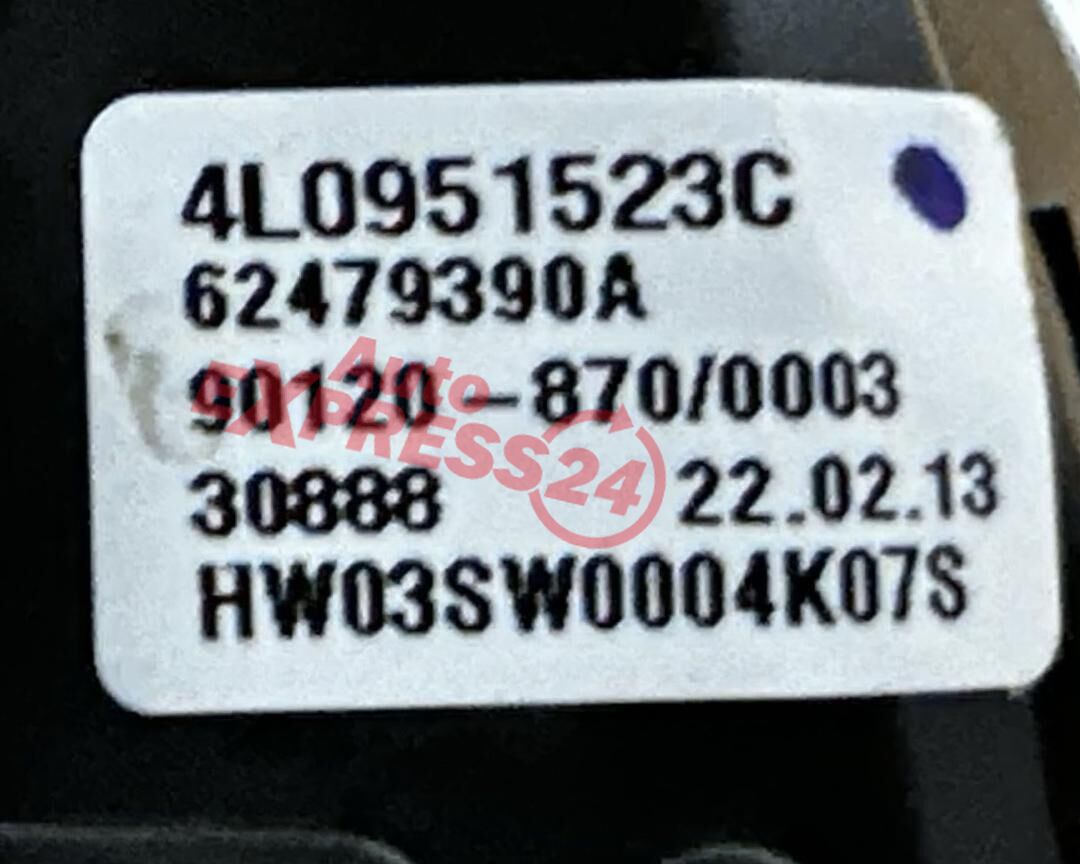 4L0951523C
62479390A
90120-870/0003
30888 22.02.13
HW03SW0004K07S
Auto
EXPRESS24